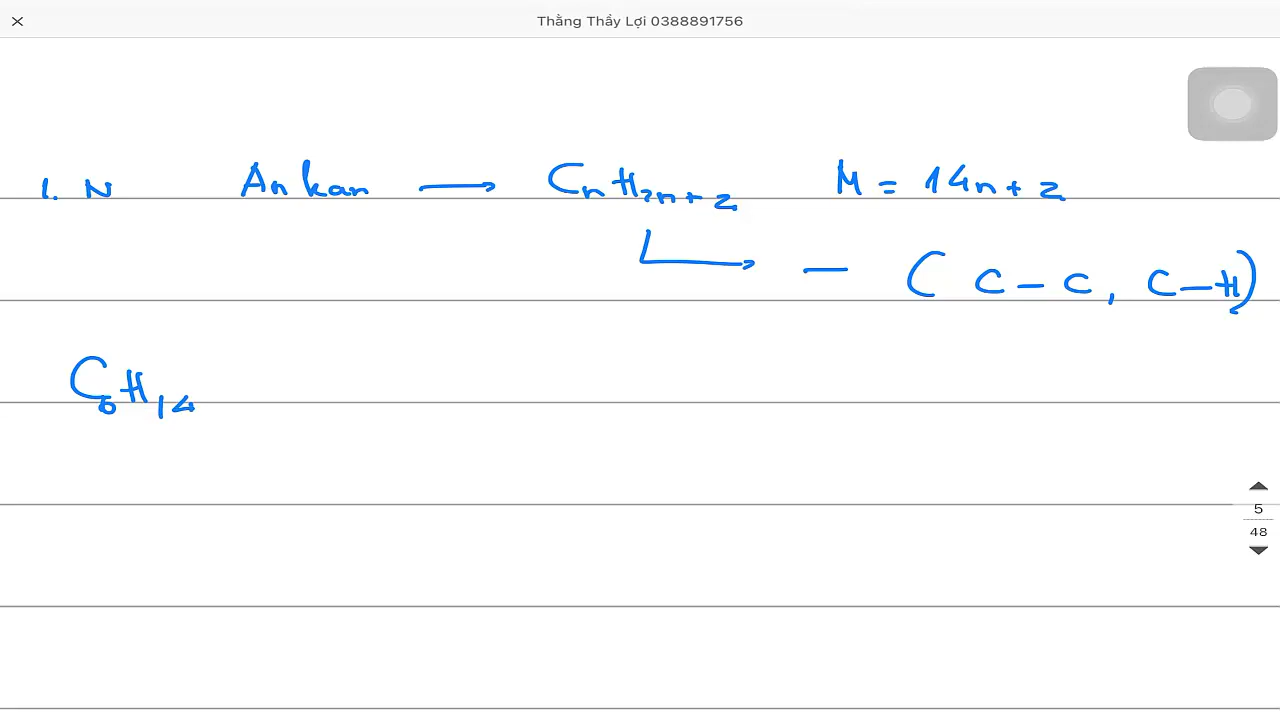 Thằng Thầy Lợi 0388891756
1. N Ankan → CnH2n+2 M = 14n+2
— ( C – C , C – H )
C6H14
5
48